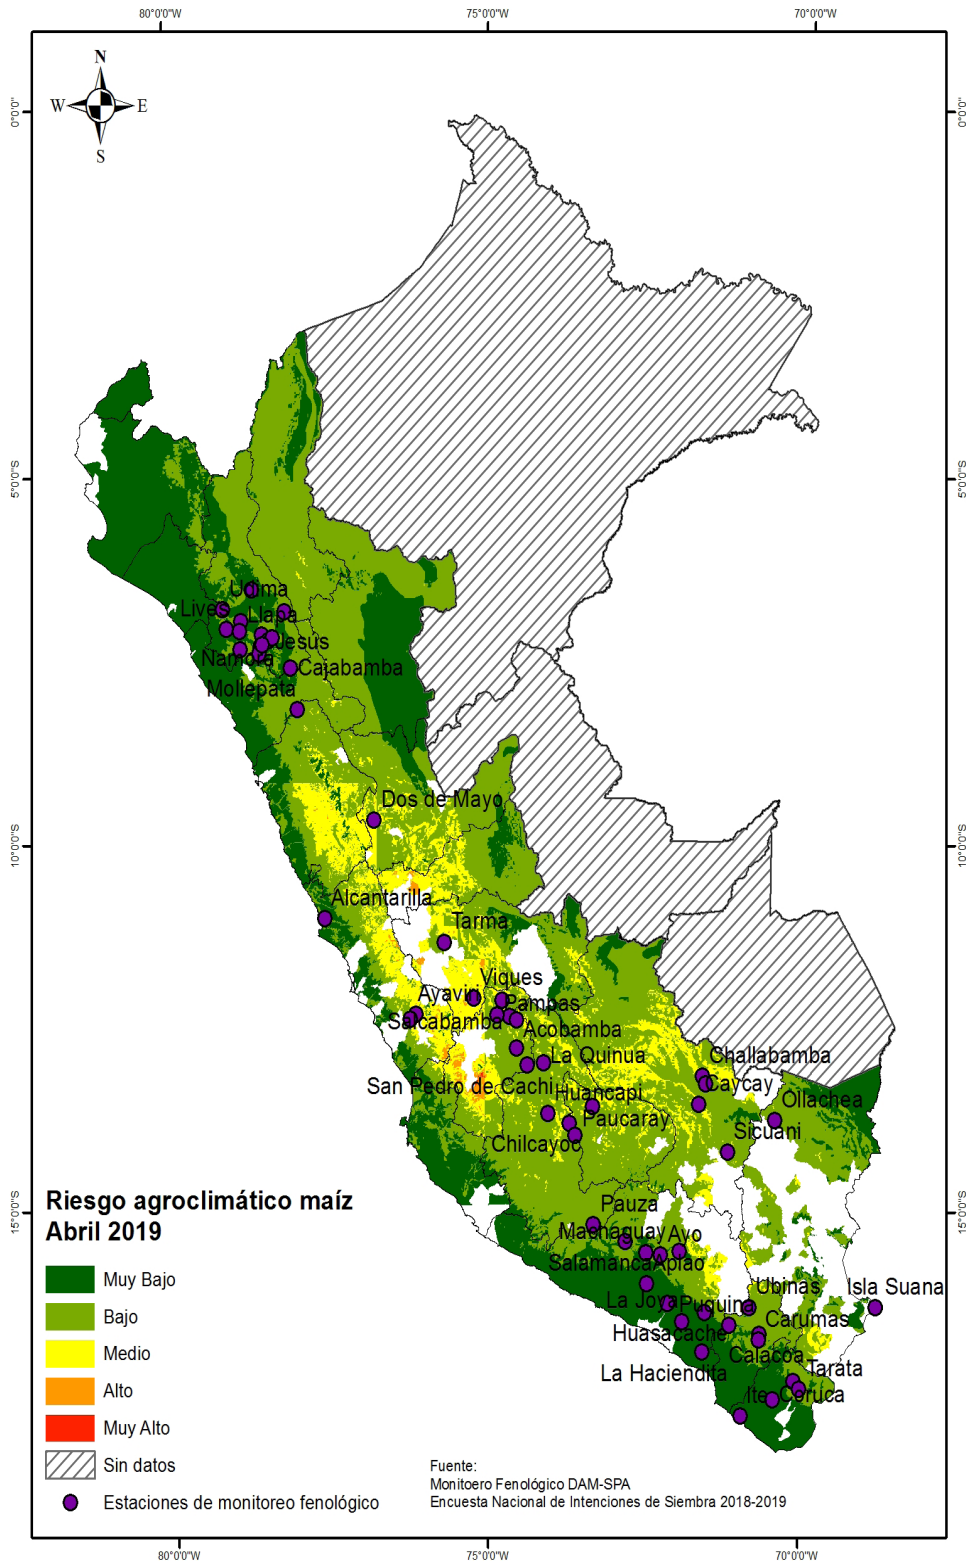 80°0'0"W 75°0'0"W 70°0'0"W
N
W E
S
0°0'0" 0°0'0"
5°0'0"S 5°0'0"S
Udima
Lives Llapa
Jesus
Namora
Cajabamba
Mollepata
Dos de Mayo
10°0'0"S 10°0'0"S
Alcantarilla
Tarma
Viques
Ayaviri
Pampas
Salcabamba
Acobamba
La Quinua
Challabamba
San Pedro de Cachi
Huancapi
Caycay
Ollachea
Paucaray
Sicuani
Chilcayoc
15°0'0"S 15°0'0"S
Pauza
Machaguay Ayo
Salamanca Aplao
Ubinas Isla Suana
La Joya Puquina
Carumas
Huasacache
Calacoa
La Haciendita
Tarata
Ite Coruca
Riesgo agroclimático maíz
Abril 2019
Muy Bajo
Bajo
Medio
Alto
Muy Alto
Sin datos
Estaciones de monitoreo fenológico
Fuente:
Monitoero Fenológico DAM-SPA
Encuesta Nacional de Intenciones de Siembra 2018-2019
80°0'0"W 75°0'0"W 70°0'0"W